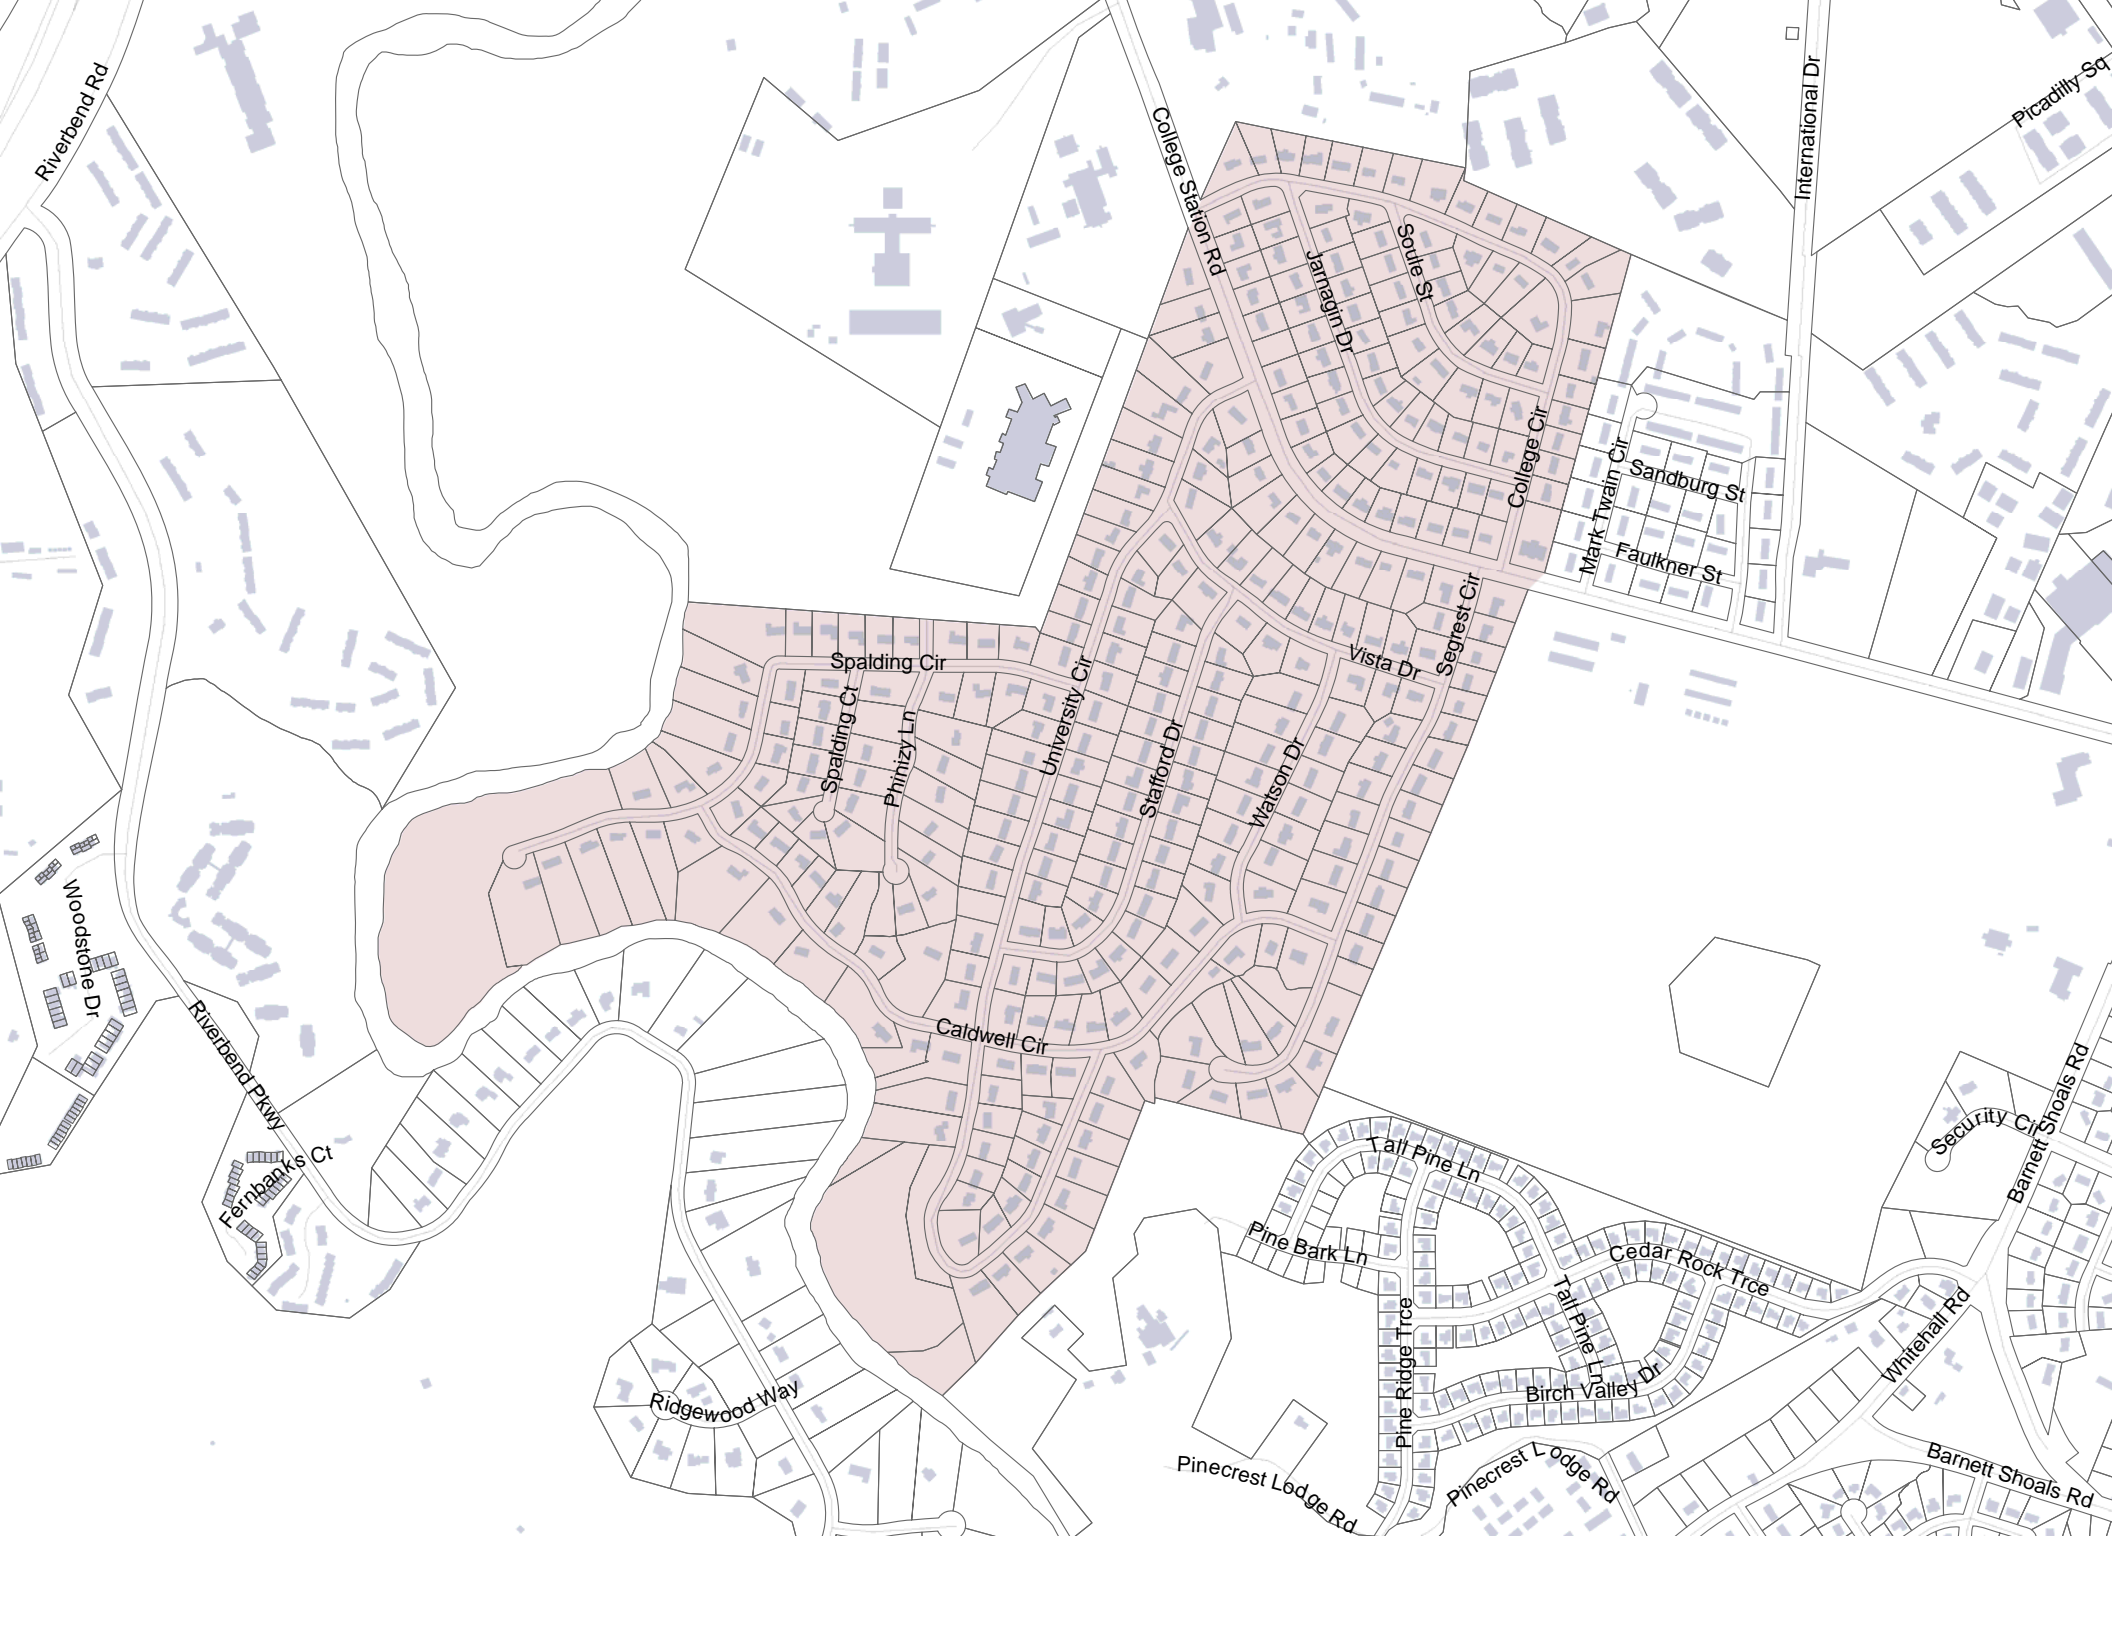 Riverbend Rd
College Station Rd
International Dr
Picadilly Sq
Soule St
Jarnagin Dr
College Cir
Mark Twain Cir
Sandburg St
Faulkner St
Segrest Cir
Vista Dr
Spalding Cir
Spalding Ct
Phinizy Ln
University Cir
Stafford Dr
Watson Dr
Woodstone Dr
Riverbend Pkwy
Caldwell Cir
Fernbanks Ct
Security Cir
Barnett Shoals Rd
Tall Pine Ln
Pine Bark Ln
Cedar Rock Trce
Tall Pine Ln
Pine Ridge Trce
Birch Valley Dr
Whitehall Rd
Ridgewood Way
Pinecrest Lodge Rd
Pinecrest Lodge Rd
Barnett Shoals Rd